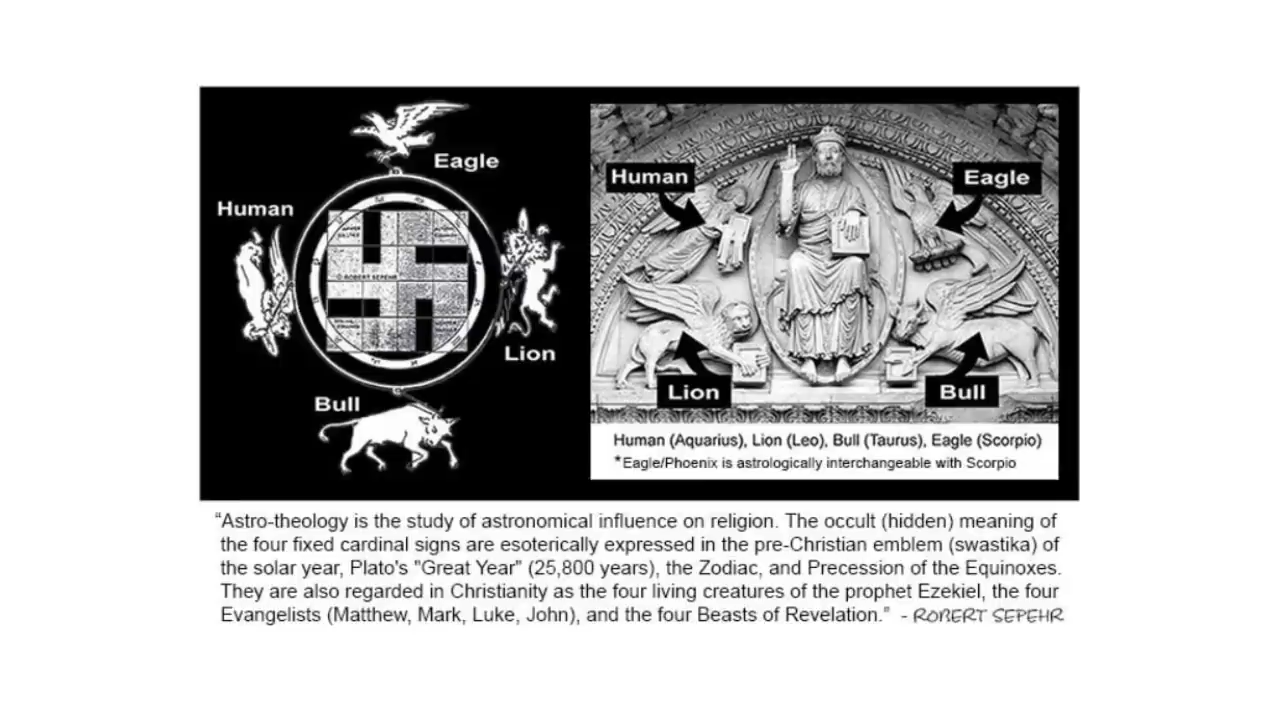 Eagle
Human
Lion
Bull
© ROBERT SEPEHR
Human
Eagle
Lion
Bull
Human (Aquarius), Lion (Leo), Bull (Taurus), Eagle (Scorpio)
*Eagle/Phoenix is astrologically interchangeable with Scorpio
“Astro-theology is the study of astronomical influence on religion. The occult (hidden) meaning of
the four fixed cardinal signs are esoterically expressed in the pre-Christian emblem (swastika) of
the solar year, Plato's "Great Year" (25,800 years), the Zodiac, and Precession of the Equinoxes.
They are also regarded in Christianity as the four living creatures of the prophet Ezekiel, the four
Evangelists (Matthew, Mark, Luke, John), and the four Beasts of Revelation.” - ROBERT SEPEHR